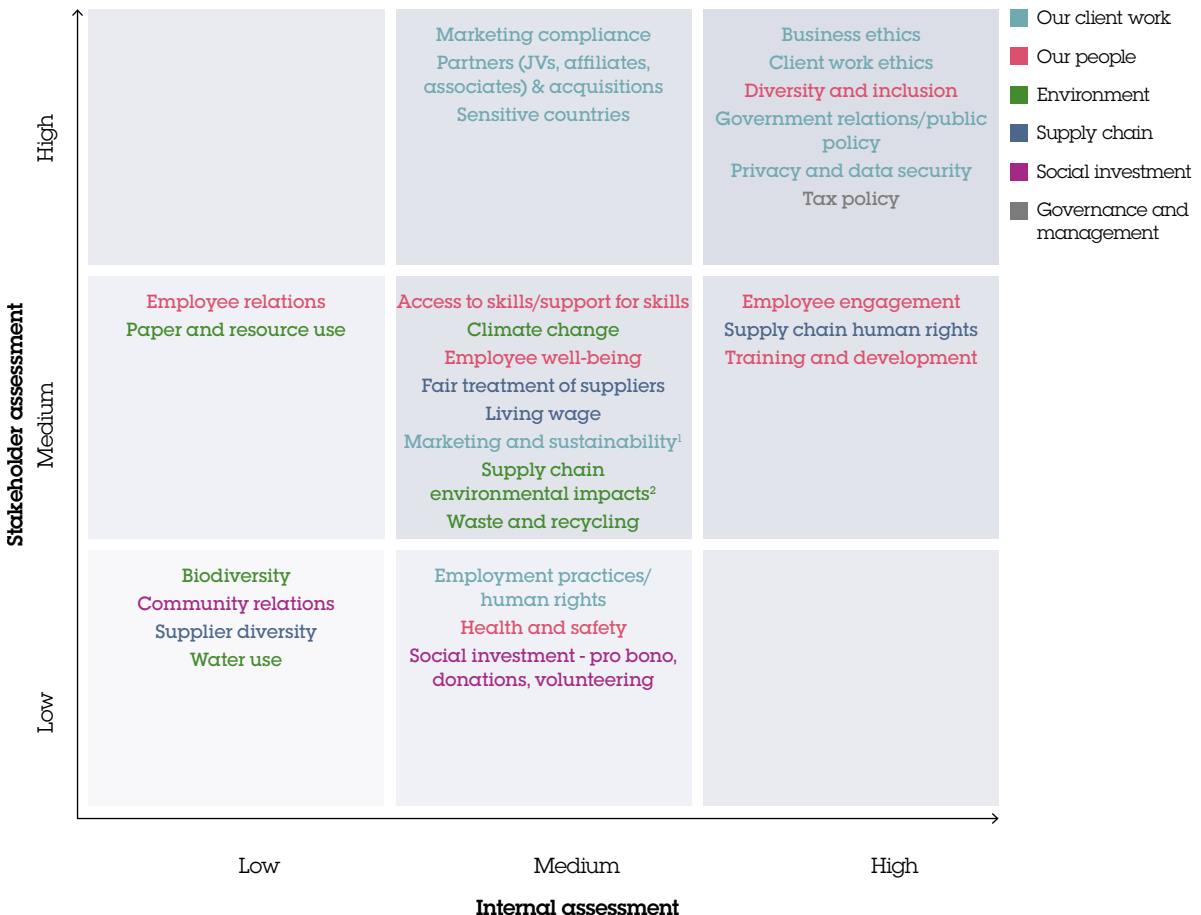 Stakeholder assessment
High
Medium
Low
Marketing compliance
Partners (JVs, affiliates,
associates) & acquisitions
Sensitive countries
Business ethics
Client work ethics
Diversity and inclusion
Government relations/public
policy
Privacy and data security
Tax policy
Employee relations
Paper and resource use
Access to skills/support for skills
Climate change
Employee well-being
Fair treatment of suppliers
Living wage
Marketing and sustainability¹
Supply chain
environmental impacts²
Waste and recycling
Employee engagement
Supply chain human rights
Training and development
Biodiversity
Community relations
Supplier diversity
Water use
Employment practices/
human rights
Health and safety
Social investment - pro bono,
donations, volunteering
Low
Medium
High
Internal assessment
Our client work
Our people
Environment
Supply chain
Social investment
Governance and
management